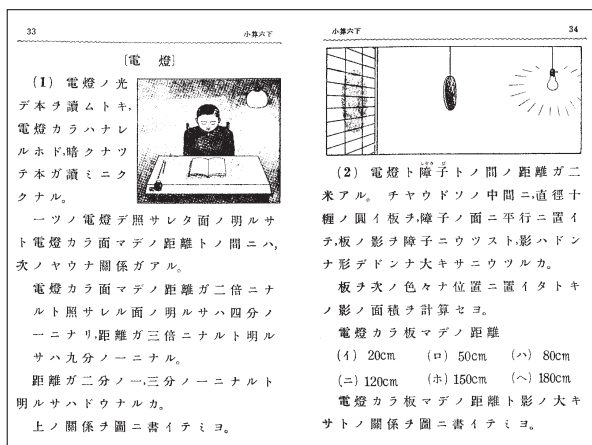 33
小算六下
〔電 燈〕
(1) 電燈ノ光
デ本ヲ讀ムトキ,
電燈カラハナレ
ルホド,暗クナツ
テ本ガ讀ミニク
クナル。
一ツノ電燈デ照サレタ面ノ明ルサ
ト電燈カラ面マデノ距離トノ間ニハ,
次ノヤウナ關係ガアル。
電燈カラ面マデノ距離ガ二倍ニナ
ルト照サレル面ノ明ルサハ四分ノ
一ニナリ,距離ガ三倍ニナルト明ル
サハ九分ノ一ニナル。
距離ガ二分ノ一,三分ノ一ニナルト
明ルサハドウナルカ。
上ノ關係ヲ圖ニ書イテミヨ。
小算六下
34
(2) 電燈ト障子トノ間ノ距離ガ二
米アル。チヤウドソノ中間ニ,直徑十
糎ノ圓イ板ヲ,障子ノ面ニ平行ニ置イ
テ,板ノ影ヲ障子ニウツスト,影ハドン
ナ形デドンナ大キサニウツルカ。
板ヲ次ノ色々ナ位置ニ置イタトキ
ノ影ノ面積ヲ計算セヨ。
電燈カラ板マデノ距離
(イ) 20cm (ロ) 50cm (ハ) 80cm
(ニ) 120cm (ホ) 150cm (ヘ) 180cm
電燈カラ板マデノ距離ト影ノ大キ
サトノ關係ヲ圖ニ書イテミヨ。